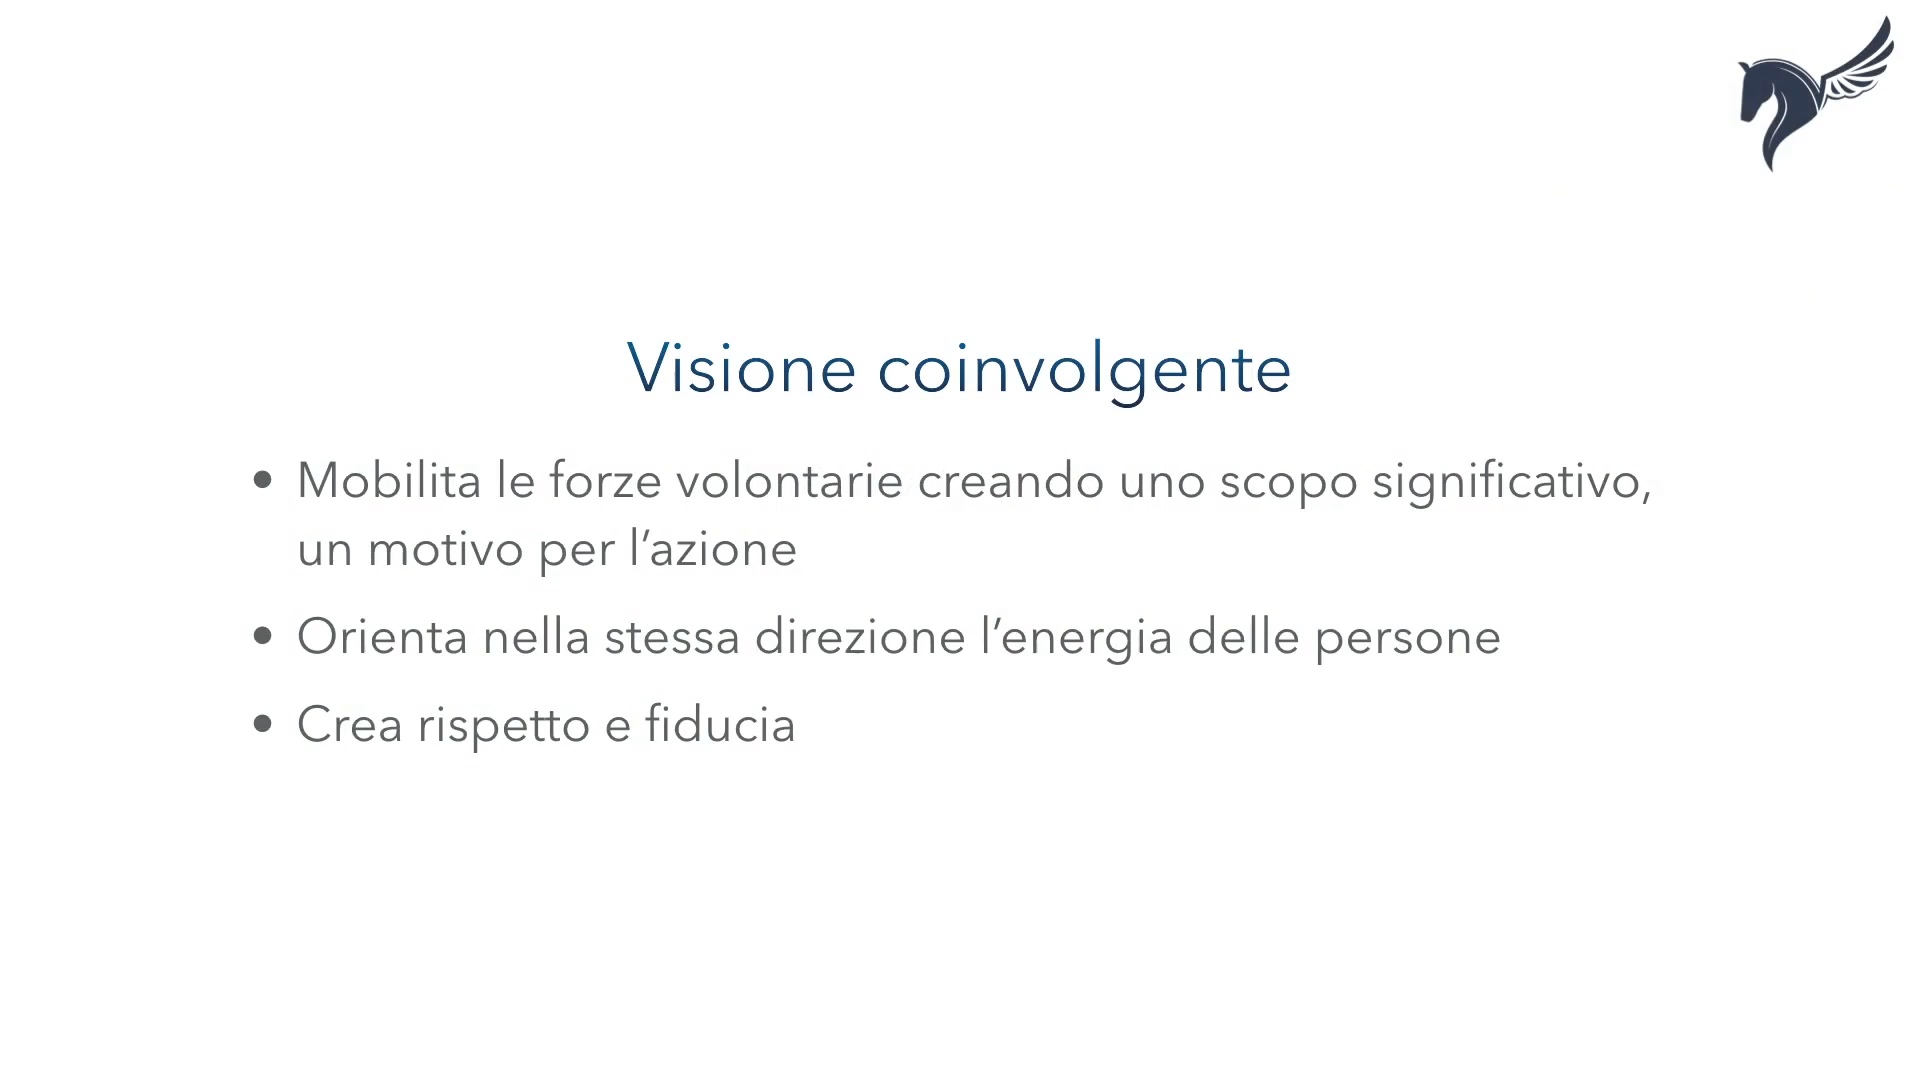 Visione coinvolgente
• Mobilita le forze volontarie creando uno scopo significativo,
un motivo per l’azione
• Orienta nella stessa direzione l’energia delle persone
• Crea rispetto e fiducia